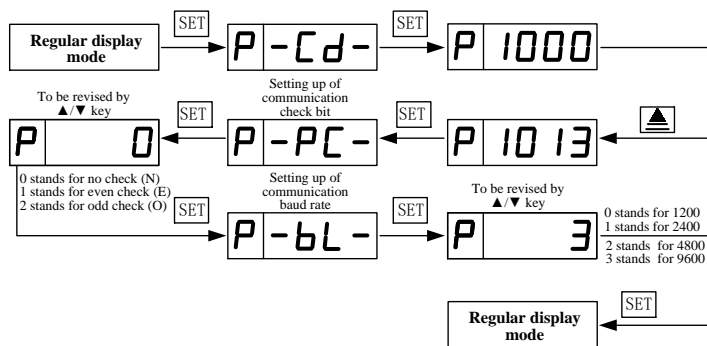 Regular display
mode
SET
P -Cd-
SET
P 1000
To be revised by
▲/▼ key
P 0
SET
Setting up of
communication
check bit
P -PC-
SET
P 1013
0 stands for no check (N)
1 stands for even check (E)
2 stands for odd check (O)
SET
Setting up of
communication
baud rate
P -bL-
SET
To be revised by
▲/▼ key
P 3
0 stands for 1200
1 stands for 2400
2 stands for 4800
3 stands for 9600
SET
Regular display
mode